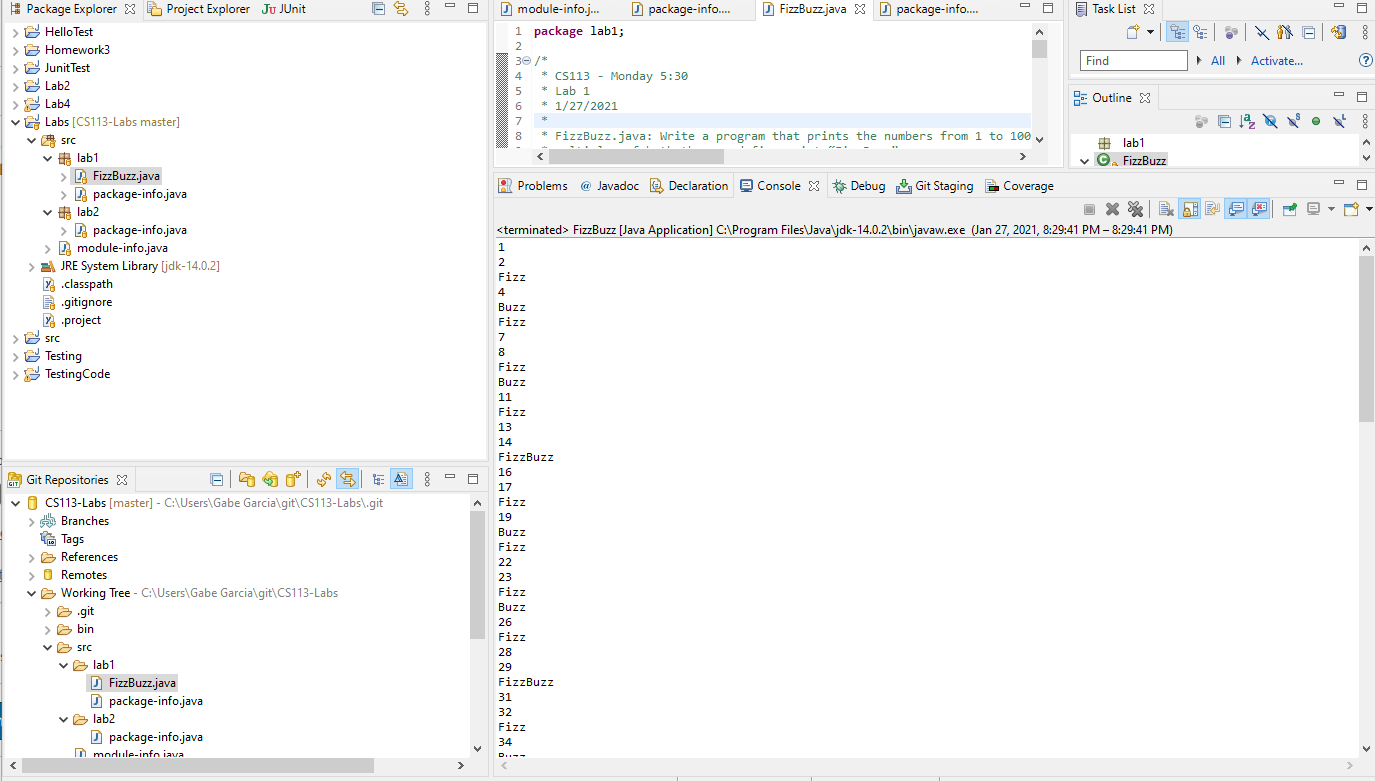 Package Explorer
Project Explorer
JUnit
HelloTest
Homework3
JunitTest
Lab2
Lab4
Labs [CS113-Labs master]
src
lab1
FizzBuzz.java
package-info.java
lab2
package-info.java
module-info.java
JRE System Library [jdk-14.0.2]
.classpath
.gitignore
.project
src
Testing
TestingCode
Git Repositories
CS113-Labs [master] - C:\Users\Gabe Garcia\git\CS113-Labs\.git
Branches
Tags
References
Remotes
Working Tree - C:\Users\Gabe Garcia\git\CS113-Labs
.git
bin
src
lab1
FizzBuzz.java
package-info.java
lab2
package-info.java
module-info.java
module-info.j...
package-info....
FizzBuzz.java
package-info....
1 package lab1;
2
3 /*
4 * CS113 - Monday 5:30
5 * Lab 1
6 * 1/27/2021
7 *
8 * FizzBuzz.java: Write a program that prints the numbers from 1 to 100
Task List
Find
All
Activate...
Outline
lab1
FizzBuzz
Problems
@ Javadoc
Declaration
Console
Debug
Git Staging
Coverage
<terminated> FizzBuzz [Java Application] C:\Program Files\Java\jdk-14.0.2\bin\javaw.exe (Jan 27, 2021, 8:29:41 PM – 8:29:41 PM)
1
2
Fizz
4
Buzz
Fizz
7
8
Fizz
Buzz
11
Fizz
13
14
FizzBuzz
16
17
Fizz
19
Buzz
Fizz
22
23
Fizz
Buzz
26
Fizz
28
29
FizzBuzz
31
32
Fizz
34
Buzz